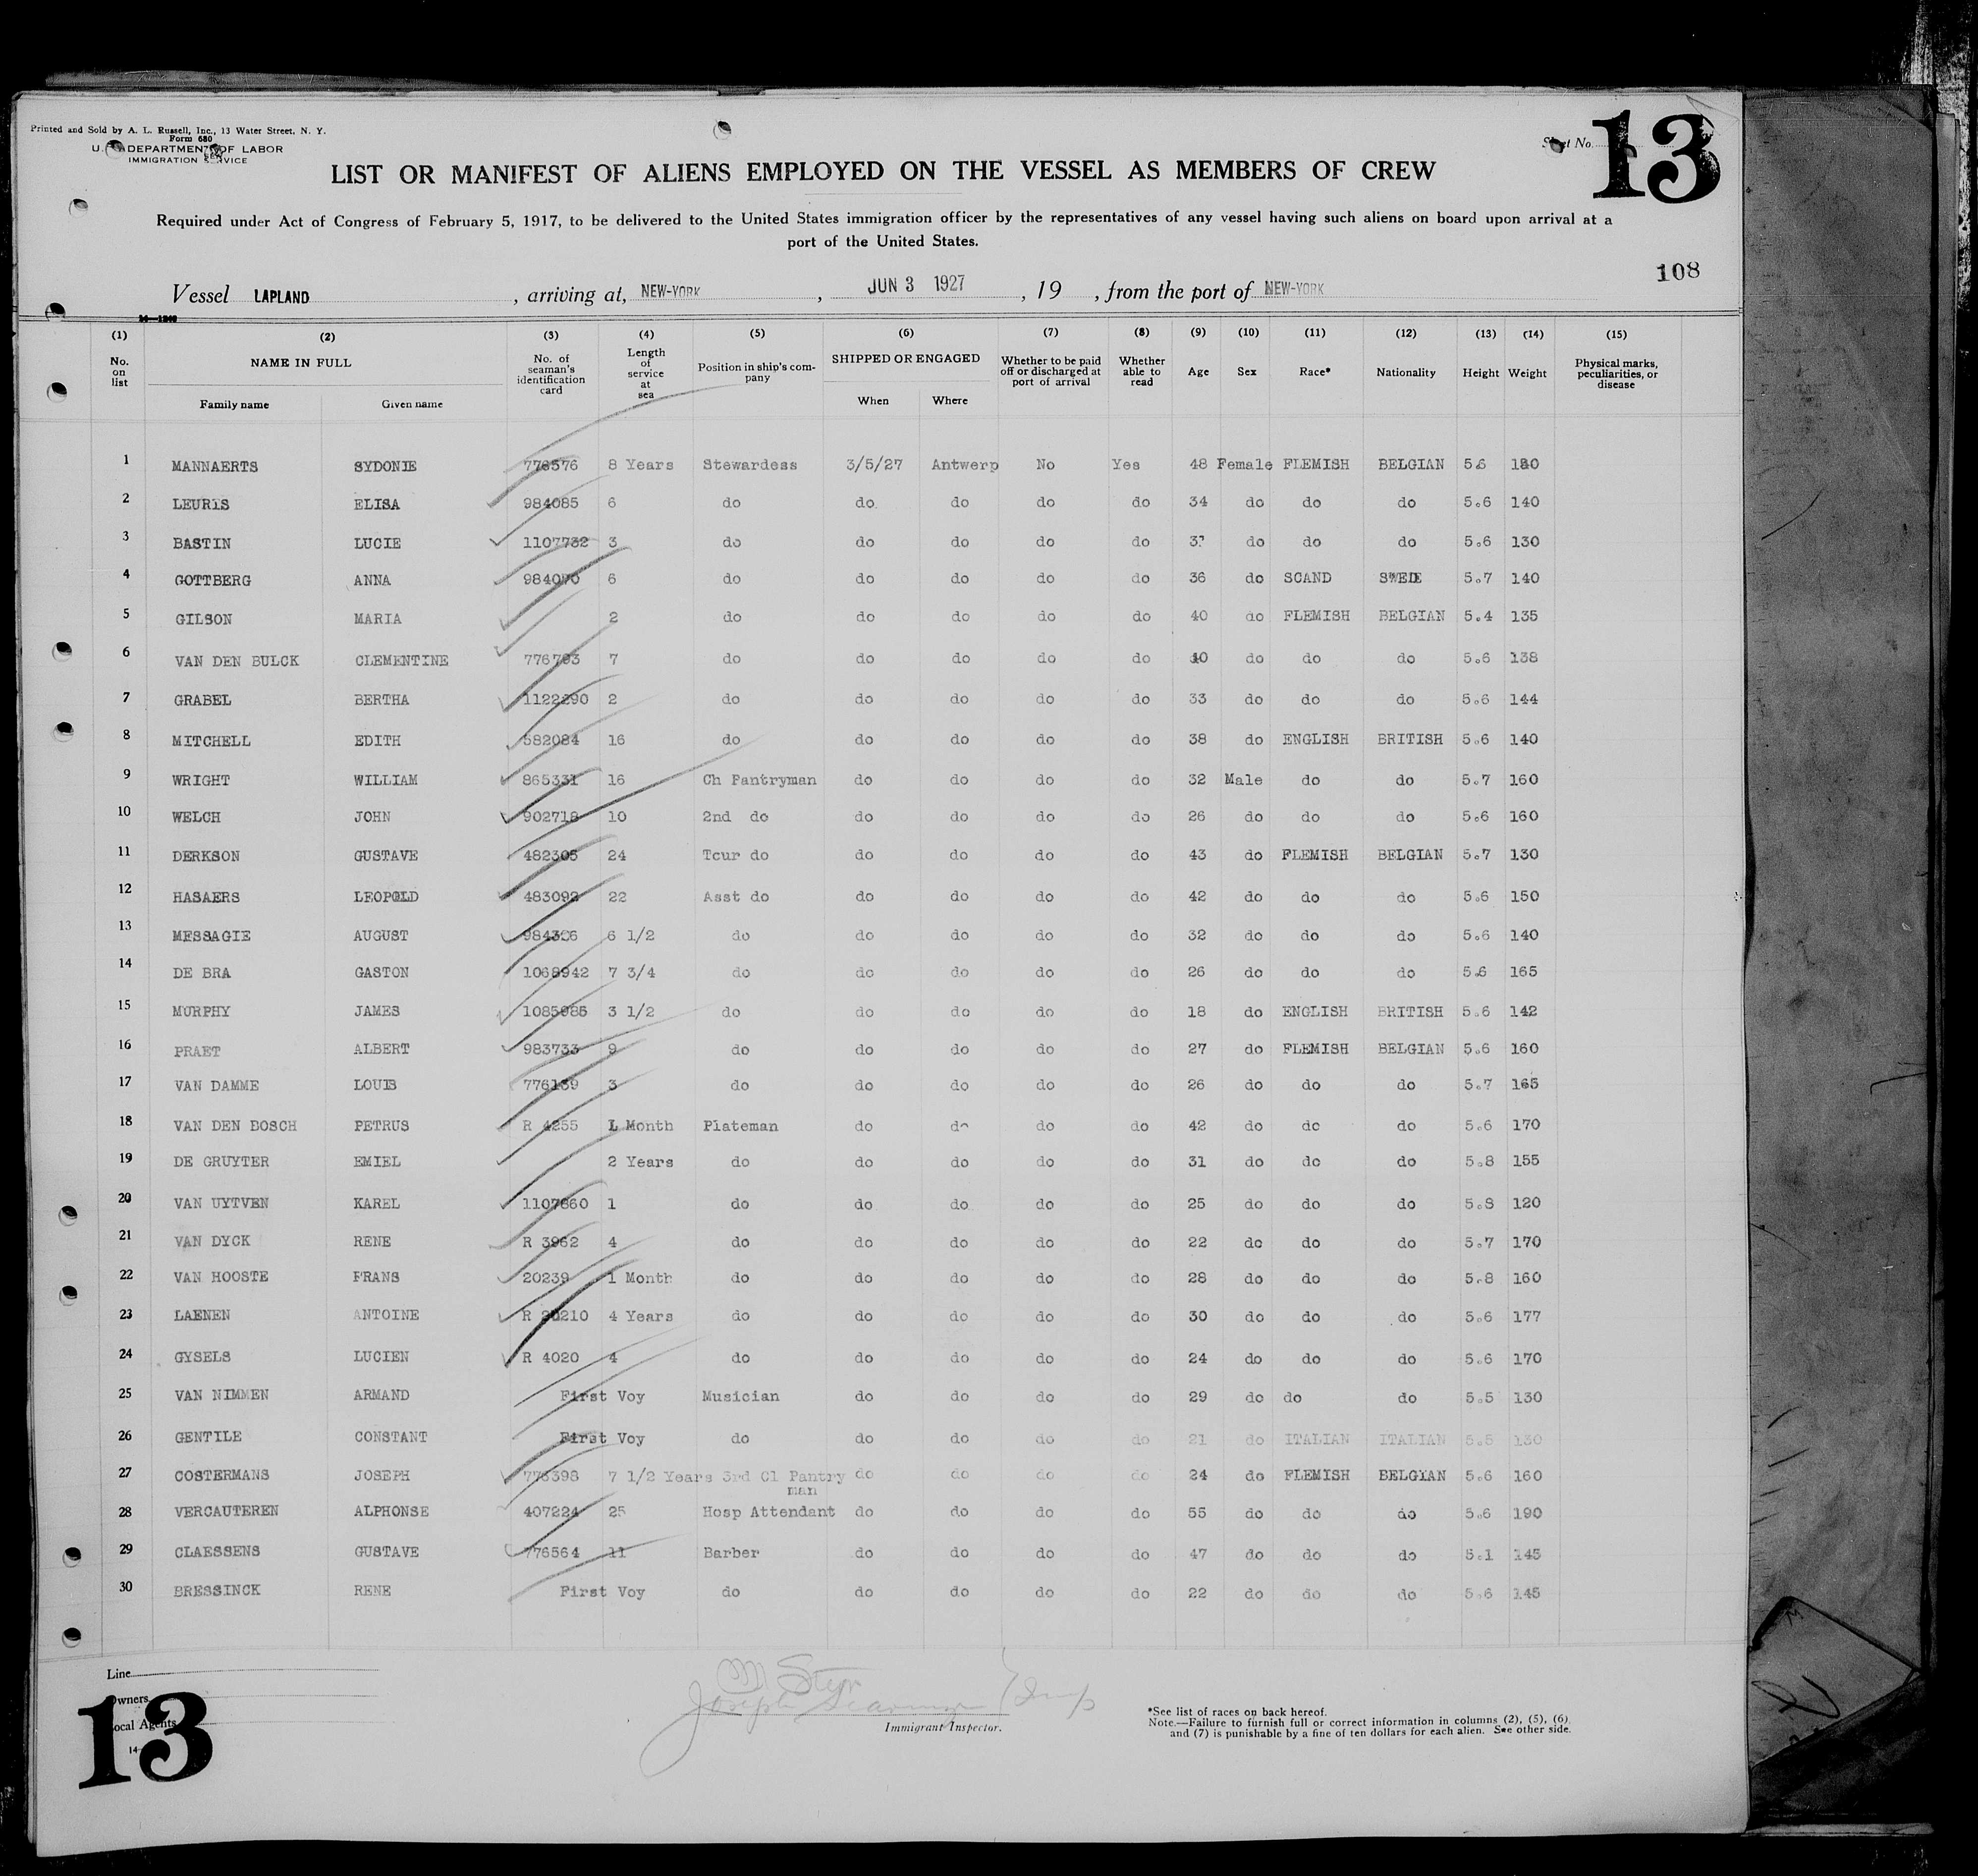 Printed and Sold by A. L. Russell, Inc., 13 Water Street, N. Y.
Form 680
U. DEPARTMENT OF LABOR
IMMIGRATION SERVICE
Sheet No.
13
LIST OR MANIFEST OF ALIENS EMPLOYED ON THE VESSEL AS MEMBERS OF CREW
Required under Act of Congress of February 5, 1917, to be delivered to the United States immigration officer by the representatives of any vessel having such aliens on board upon arrival at a
port of the United States.
108
Vessel LAPLAND, arriving at, NEW-YORK, JUN 3 1927, 19, from the port of NEW-YORK
(1) (2) (3) (4) (5) (6) (7) (8) (9) (10) (11) (12) (13) (14) (15)
No. on list NAME IN FULL Family name Given name No. of seaman's identification card Length of service at sea Position in ship's company SHIPPED OR ENGAGED When Where Whether to be paid off or discharged at port of arrival Whether able to read Age Sex Race* Nationality Height Weight Physical marks, peculiarities, or disease
1 MANNAERTS SYDONIE 776576 8 Years Stewardess 3/5/27 Antwerp No Yes 48 Female FLEMISH BELGIAN 5.6 180
2 LEURIS ELISA 984085 6 do do do do do 34 do do do 5.6 140
3 BASTIN LUCIE 1107732 3 do do do do do do do do 5.6 130
4 GOTTBERG ANNA 984070 6 do do do do do 36 do SCAND SWEDE 5.7 140
5 GILSON MARIA 2 do do do do do 40 do FLEMISH BELGIAN 5.4 135
6 VAN DEN BULCK CLEMENTINE 776793 7 do do do do do 40 do do do 5.6 138
7 GRABEL BERTHA 1122290 2 do do do do do 33 do do do 5.6 144
8 MITCHELL EDITH 582084 16 do do do do do 38 do ENGLISH BRITISH 5.6 140
9 WRIGHT WILLIAM 865331 16 Ch Pantryman do do do do 32 Male do do 5.7 160
10 WELCH JOHN 902718 10 2nd do do do do do 26 do do do 5.6 160
11 DERKSON GUSTAVE 482305 24 Tour do do do do do 43 do FLEMISH BELGIAN 5.7 130
12 HASAERS LEOPOLD 483092 22 Asst do do do do do 42 do do do 5.6 150
13 MESSAGIE AUGUST 6 1/2 do do do do do 32 do do do 5.6 140
14 DE BRA GASTON 1068942 7 3/4 do do do do do 26 do do do 5.6 165
15 MURPHY JAMES 1085985 3 1/2 do do do do do 18 do ENGLISH BRITISH 5.6 142
16 PRAET ALBERT 983733 9 do do do do do 27 do FLEMISH BELGIAN 5.6 160
17 VAN DAMME LOUIS 776139 3 do do do do do 26 do do do 5.7 165
18 VAN DEN BOSCH PETRUS R 4255 1 Month Plateman do do do do 42 do do do 5.6 170
19 DE GRUYTER EMIEL 2 Years do do do do do 31 do do do 5.8 155
20 VAN UYTVEN KAREL 1107860 1 do do do do do 25 do do do 5.8 120
21 VAN DYCK RENE R 3962 4 do do do do do 22 do do do 5.7 170
22 VAN HOOSTE FRANS 20239 1 Month do do do do do 28 do do do 5.8 160
23 LAENEN ANTOINE R 4 Years do do do do do 30 do do do 5.6 177
24 GYSELS LUCIEN R 4020 4 do do do do do 24 do do do 5.6 170
25 VAN NIMMEN ARMAND First Voy Musician do do do do 29 do do do 5.5 130
26 GENTILE CONSTANT First Voy do do do do do 21 do ITALIAN ITALIAN 5.5 130
27 COSTERMANS JOSEPH 776398 7 1/2 Years 3rd Cl Pantry man do do do do 24 do FLEMISH BELGIAN 5.6 160
28 VERCAUTEREN ALPHONSE 407224 25 Hosp Attendant do do do do 55 do do do 5.6 190
29 CLAESSENS GUSTAVE 776564 11 Barber do do do do 47 do do do 5.1 145
30 BRESSINCK RENE First Voy do do do do do 22 do do do 5.6 145
Line
Owners
Local Agents
13
Joseph
Immigrant Inspector.
*See list of races on back hereof.
Note.—Failure to furnish full or correct information in columns (2), (5), (6)
and (7) is punishable by a fine of ten dollars for each alien. See other side.